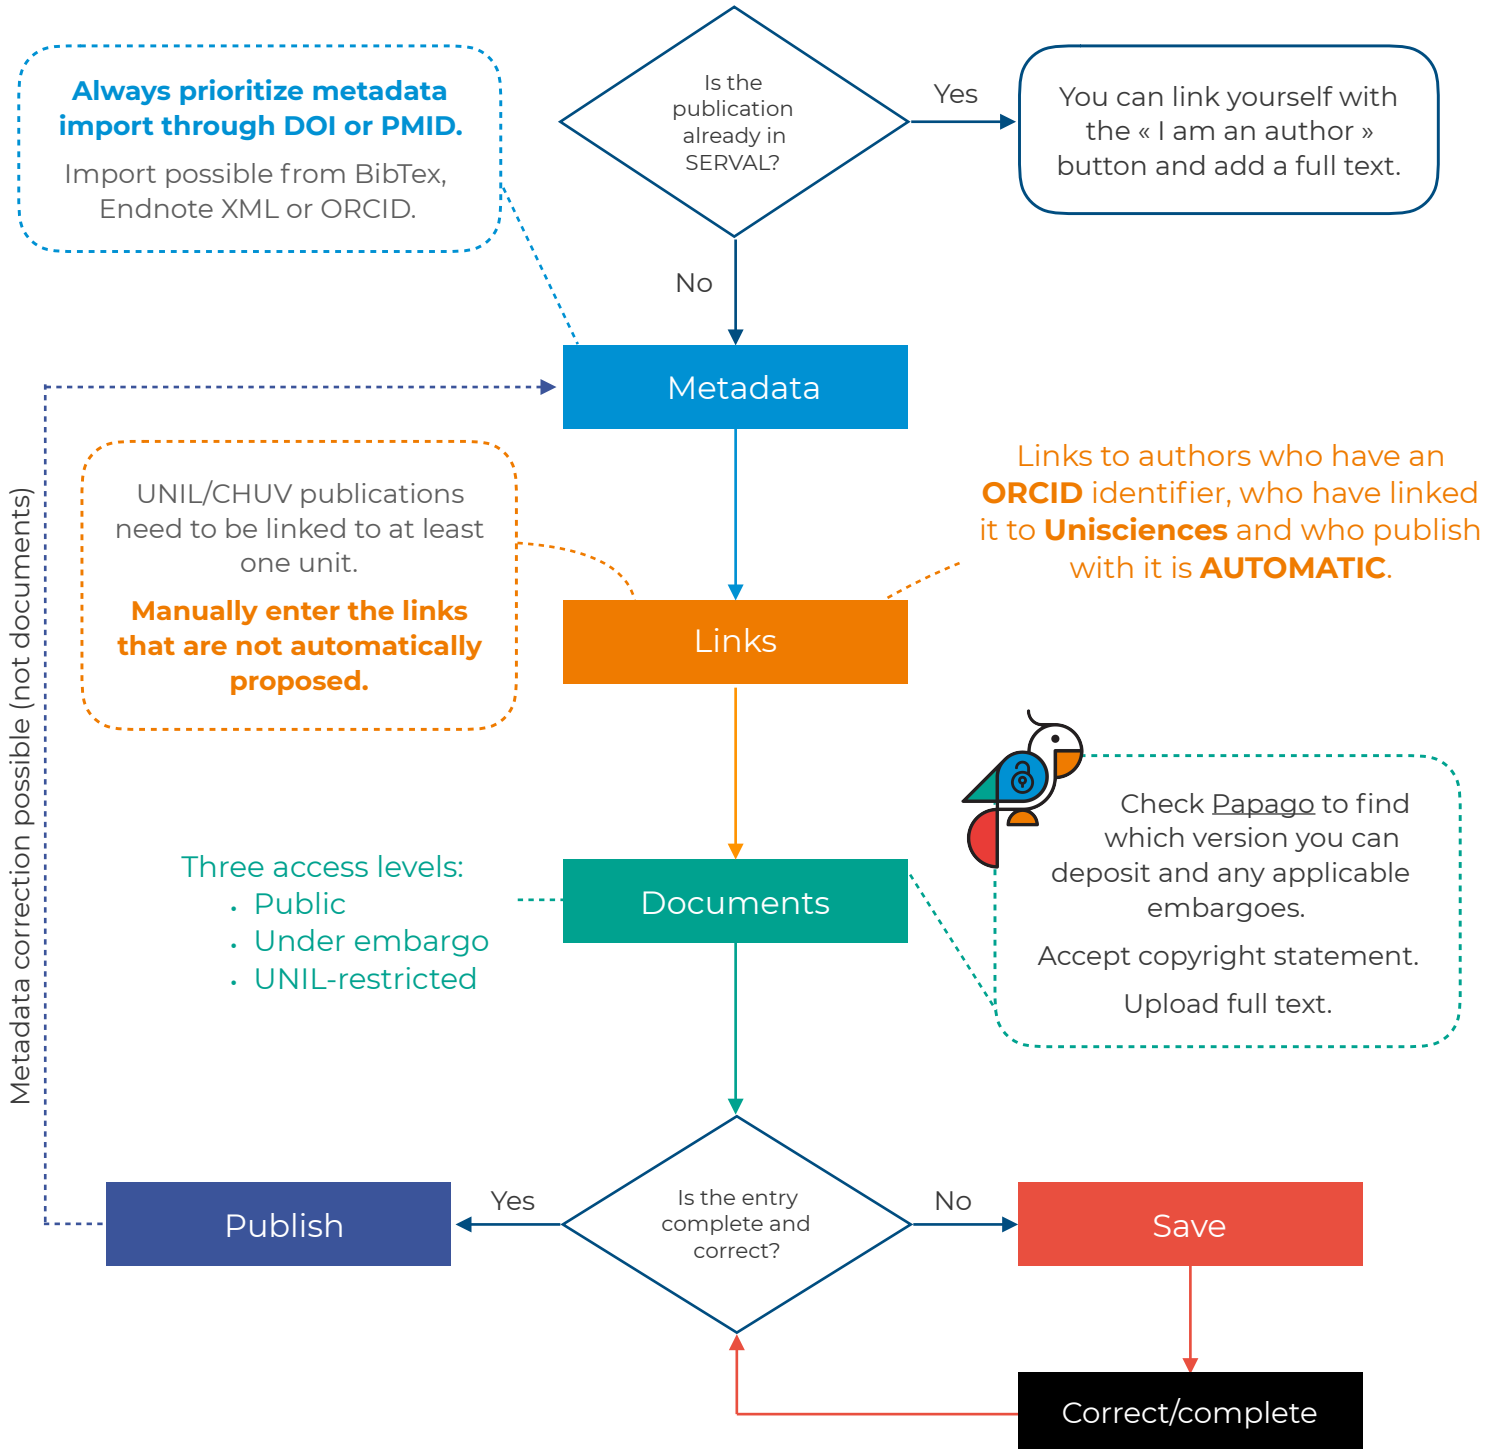 Is the
publication
already in
SERVAL?
Yes
You can link yourself with
the « I am an author »
button and add a full text.
Always prioritize metadata
import through DOI or PMID.
Import possible from BibTex,
Endnote XML or ORCID.
No
Metadata
UNIL/CHUV publications
need to be linked to at least
one unit.
Manually enter the links
that are not automatically
proposed.
Links to authors who have an
ORCID identifier, who have linked
it to Unisciences and who publish
with it is AUTOMATIC.
Links
Metadata correction possible (not documents)
Three access levels:
• Public
• Under embargo
• UNIL-restricted
Documents
Check Papago to find
which version you can
deposit and any applicable
embargoes.
Accept copyright statement.
Upload full text.
Is the entry
complete and
correct?
Yes
Publish
No
Save
Correct/complete